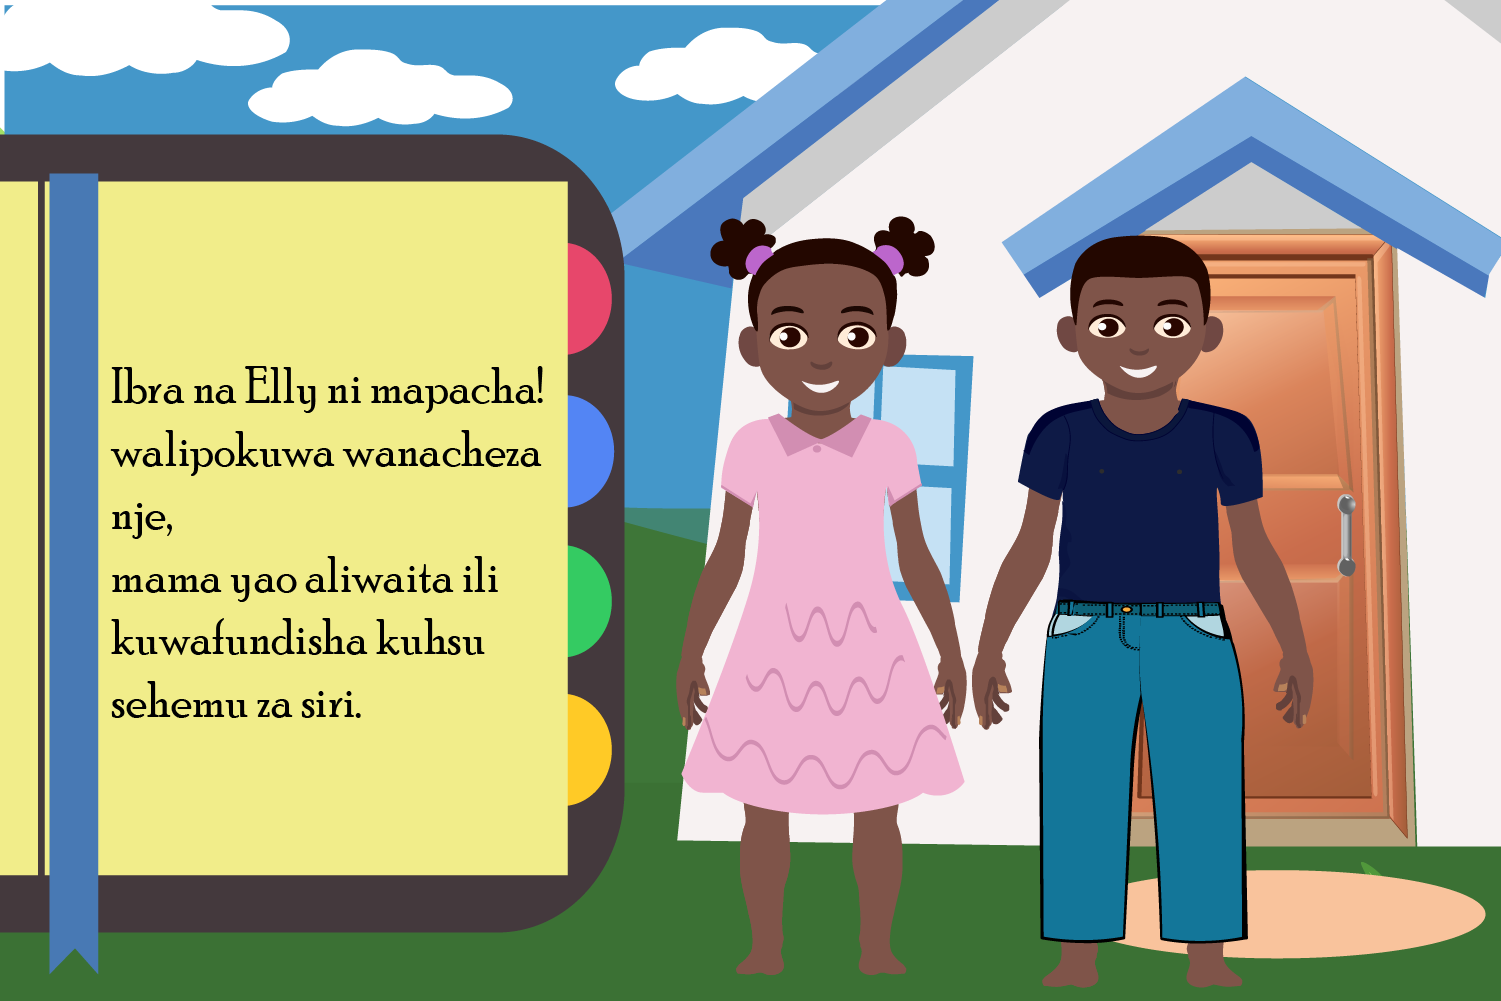 Ibra na Elly ni mapacha!
walipokuwa wanacheza
nje,
mama yao aliwaita ili
kuwafundisha kuhsu
sehemu za siri.